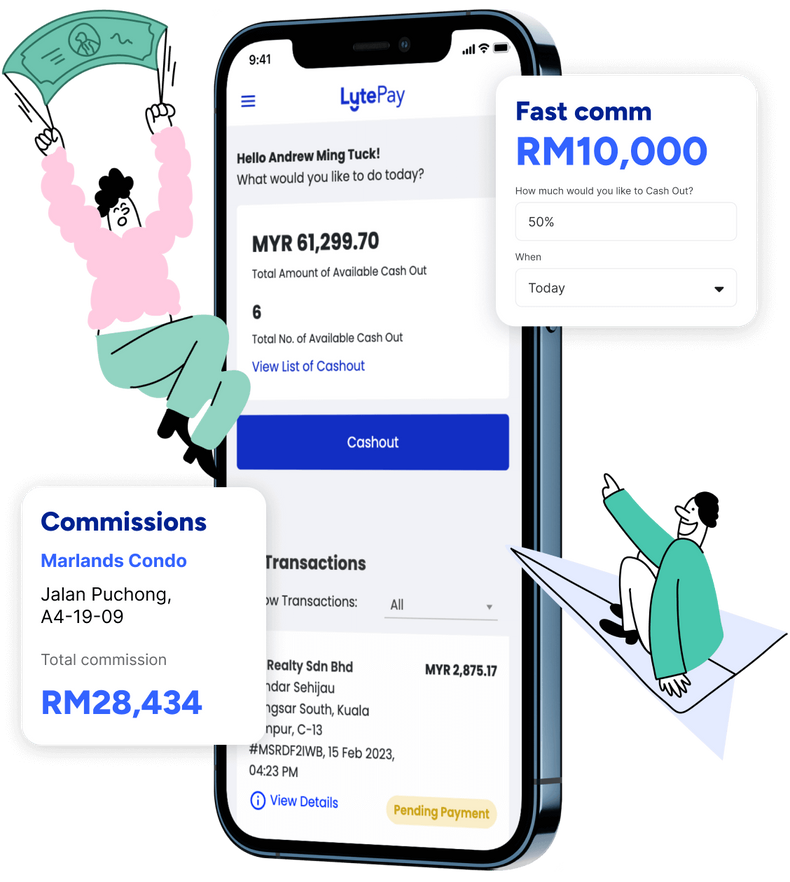 9:41
LytePay
Hello Andrew Ming Tuck!
What would you like to do today?
MYR 61,299.70
Total Amount of Available Cash Out
6
Total No. of Available Cash Out
View List of Cashout
Cashout
Fast comm
RM10,000
How much would you like to Cash Out?
50%
When
Today
Commissions
Marlands Condo
Jalan Puchong,
A4-19-09
Total commission
RM28,434
Transactions
Transactions:
All
Realty Sdn Bhd
MYR 2,875.17
Sehijau
South, Kuala
C-13
#MSRDF2IWB, 15 Feb 2023,
04:23 PM
View Details
Pending Payment